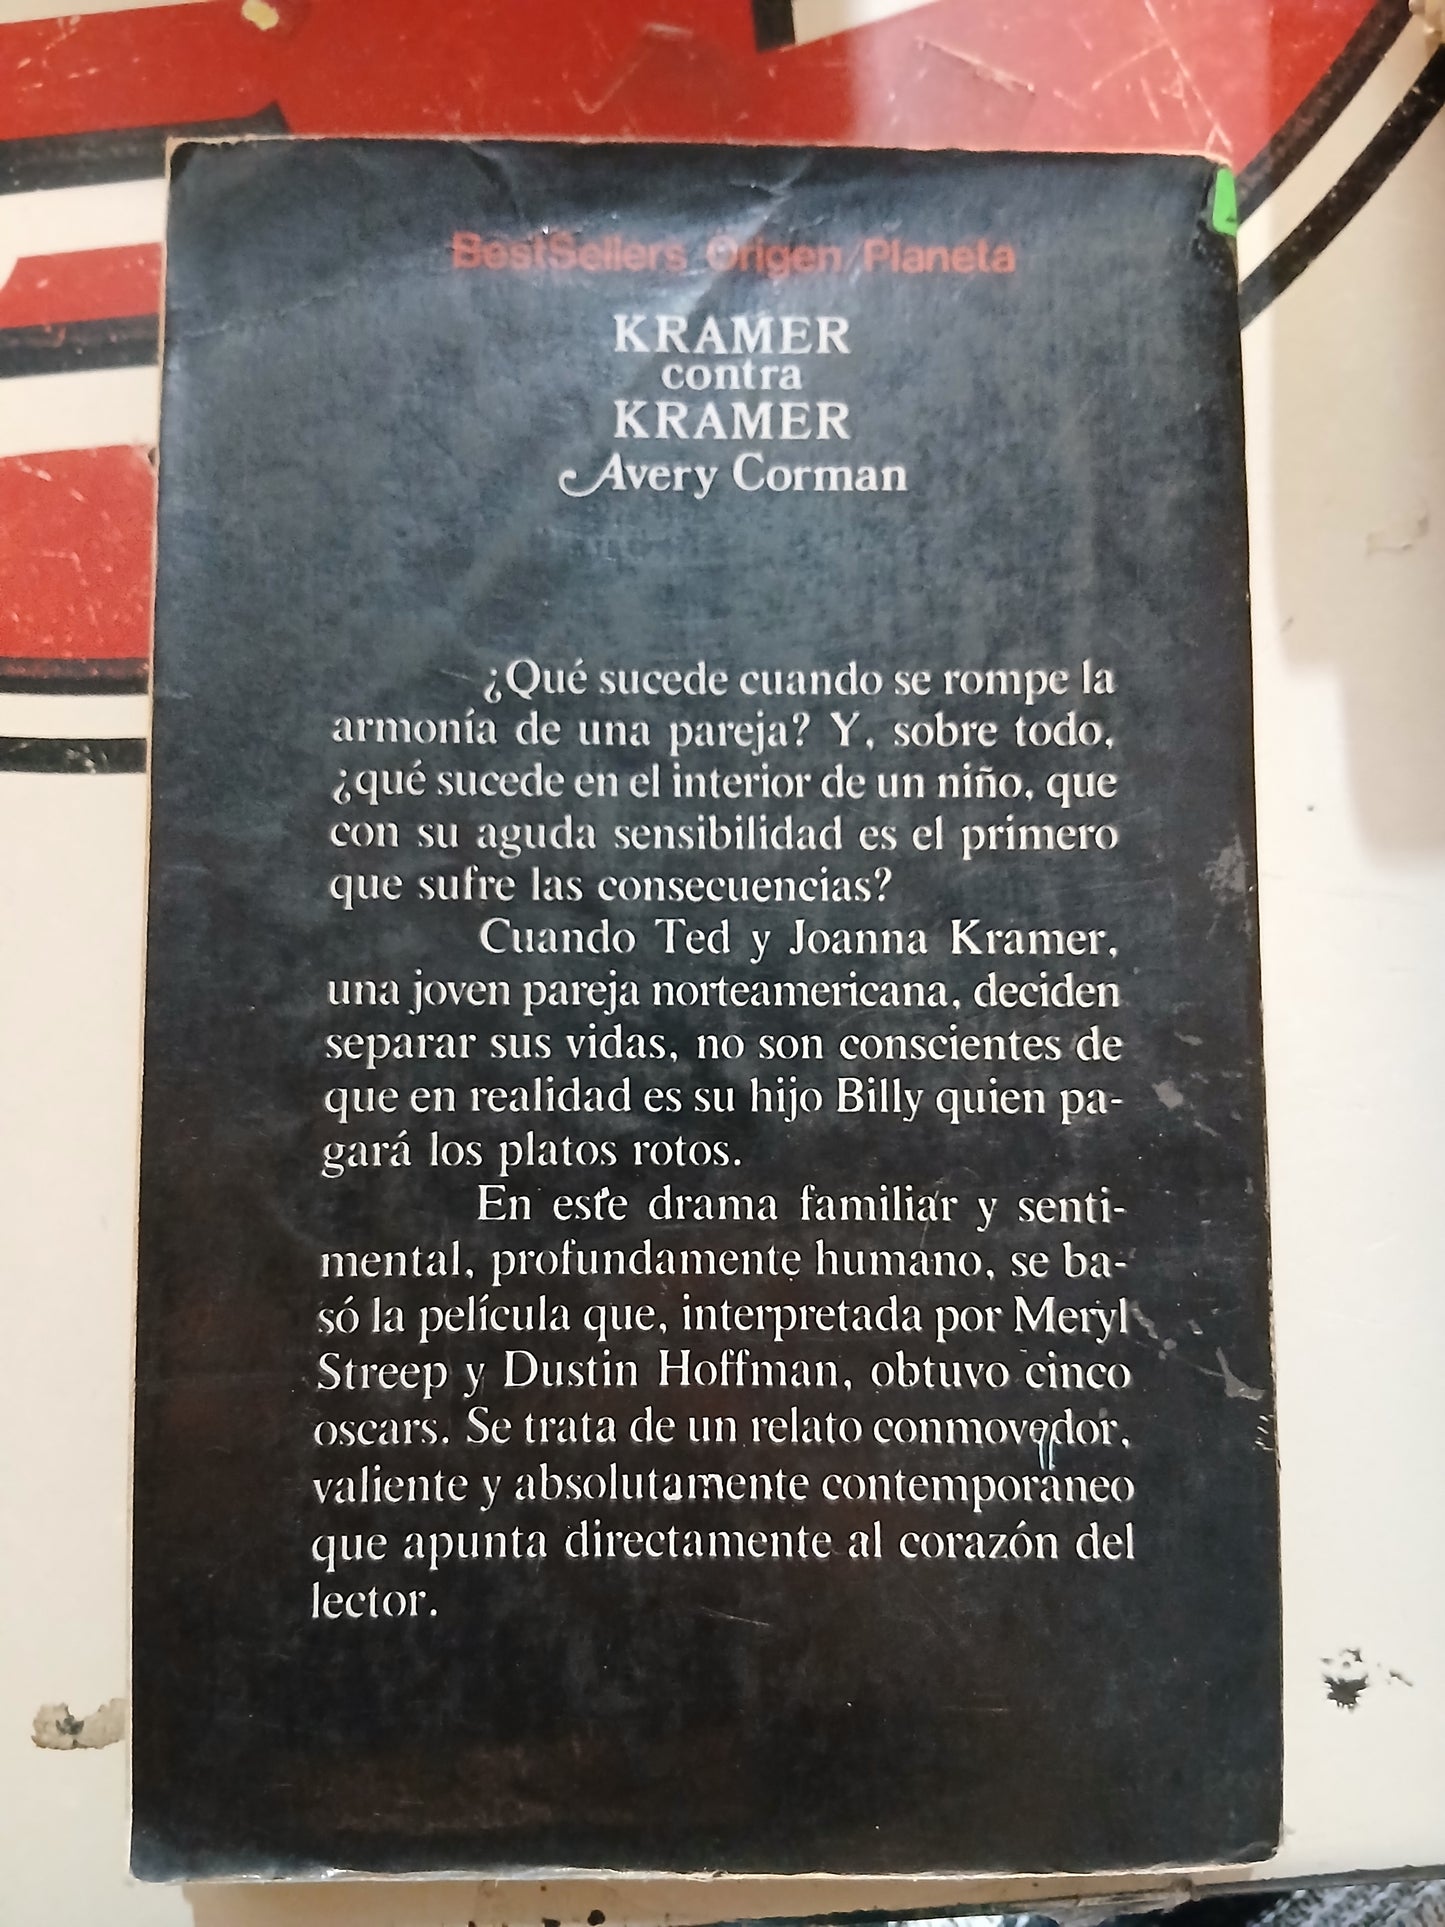 BestSellers Origen/Planeta
KRAMER
contra
KRAMER
Avery Corman
¿Qué sucede cuando se rompe la
armonía de una pareja? Y, sobre todo,
¿qué sucede en el interior de un niño, que
con su aguda sensibilidad es el primero
que sufre las consecuencias?
Cuando Ted y Joanna Kramer,
una joven pareja norteamericana, deciden
separar sus vidas, no son conscientes de
que en realidad es su hijo Billy quien pa-
gará los platos rotos.
En este drama familiar y senti-
mental, profundamente humano, se ba-
só la película que, interpretada por Meryl
Streep y Dustin Hoffman, obtuvo cinco
oscars. Se trata de un relato conmovedor,
valiente y absolutamente contemporáneo
que apunta directamente al corazón del
lector.